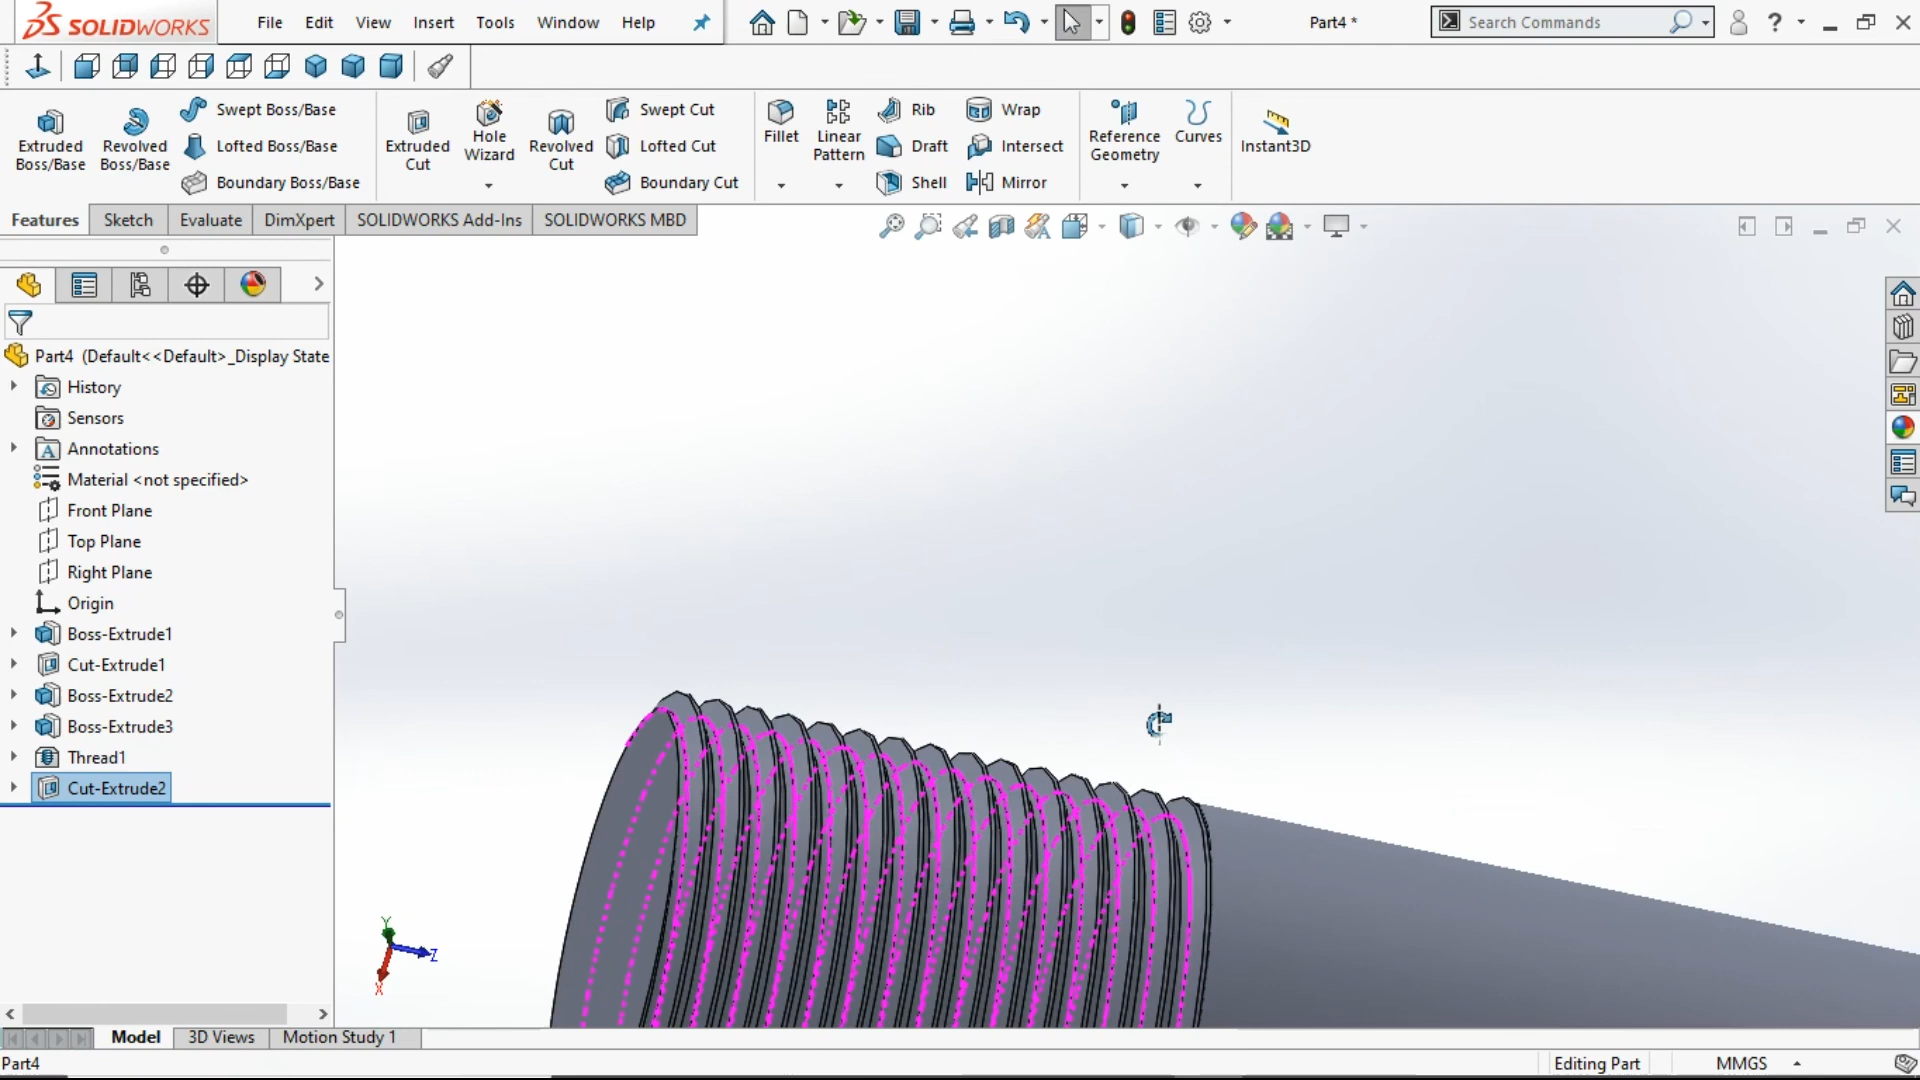 SOLIDWORKS
File Edit View Insert Tools Window Help
Part4 *
Search Commands
?
Extruded Boss/Base
Revolved Boss/Base
Swept Boss/Base
Lofted Boss/Base
Boundary Boss/Base
Extruded Cut
Hole Wizard
Revolved Cut
Swept Cut
Lofted Cut
Boundary Cut
Fillet
Linear Pattern
Rib
Draft
Shell
Wrap
Intersect
Mirror
Reference Geometry
Curves
Instant3D
Features Sketch Evaluate DimXpert SOLIDWORKS Add-Ins SOLIDWORKS MBD
Part4 (Default<<Default>_Display State
History
Sensors
Annotations
Material <not specified>
Front Plane
Top Plane
Right Plane
Origin
Boss-Extrude1
Cut-Extrude1
Boss-Extrude2
Boss-Extrude3
Thread1
Cut-Extrude2
Y
Z
X
Model 3D Views Motion Study 1
Part4
Editing Part
MMGS